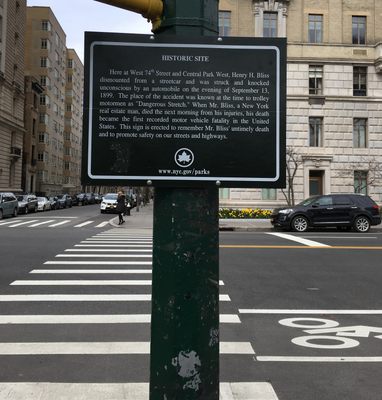 HISTORIC SITE
Here at West 74th Street and Central Park West, Henry H. Bliss
dismounted from a streetcar and was struck and knocked
unconscious by an automobile on the evening of September 13,
1899. The place of the accident was known at the time to trolley
motormen as "Dangerous Stretch." When Mr. Bliss, a New York
real estate man, died the next morning from his injuries, his death
became the first recorded motor vehicle fatality in the United
States. This sign is erected to remember Mr. Bliss' untimely death
and to promote safety on our streets and highways.
www.nyc.gov/parks